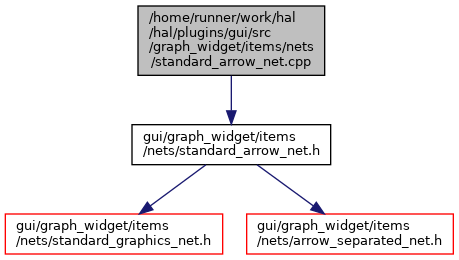 /home/runner/work/hal
/hal/plugins/gui/src
/graph_widget/items/nets
/standard_arrow_net.cpp
gui/graph_widget/items
/nets/standard_arrow_net.h
gui/graph_widget/items
/nets/standard_graphics_net.h
gui/graph_widget/items
/nets/arrow_separated_net.h